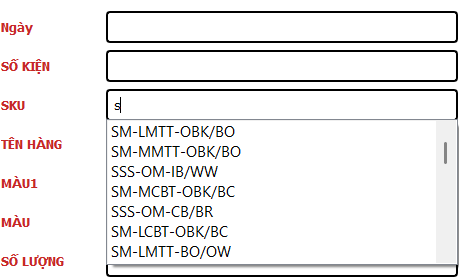 Ngày
SỐ KIỆN
SKU
s
TÊN HÀNG
MÀU1
MÀU
SỐ LƯỢNG
SM-LMTT-OBK/BO
SM-MMTT-OBK/BO
SSS-OM-IB/WW
SM-MCBT-OBK/BC
SSS-OM-CB/BR
SM-LCBT-OBK/BC
SM-LMTT-BO/OW